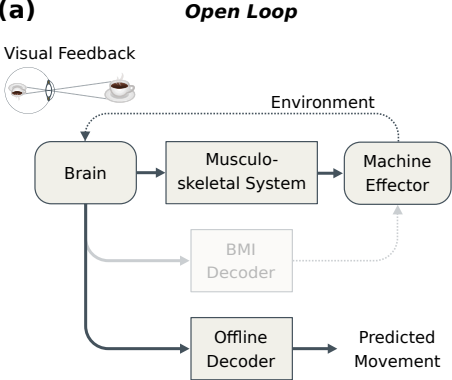 (a)
Open Loop
Visual Feedback
Environment
Brain
Musculo-
skeletal System
Machine
Effector
BMI
Decoder
Offline
Decoder
Predicted
Movement